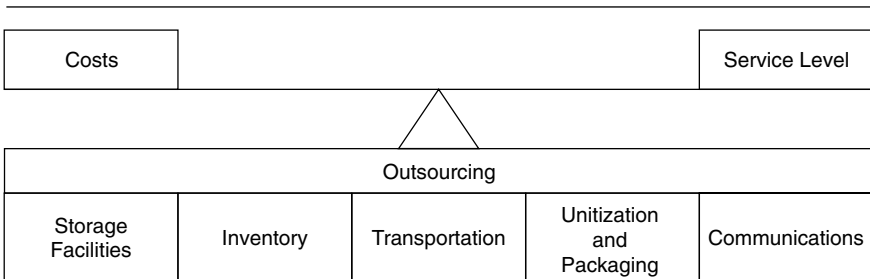 Costs
Service Level
Outsourcing
Storage
Facilities
Inventory
Transportation
Unitization
and
Packaging
Communications